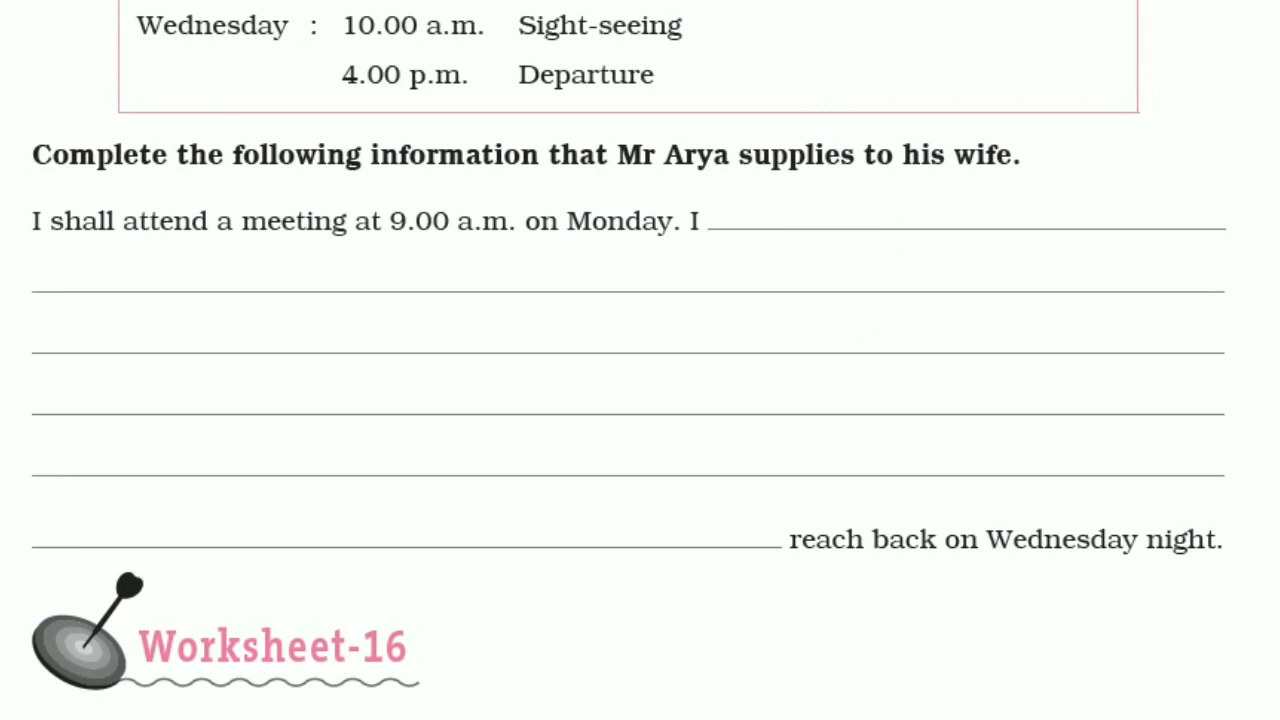 Wednesday : 10.00 a.m. Sight-seeing
4.00 p.m. Departure
Complete the following information that Mr Arya supplies to his wife.
I shall attend a meeting at 9.00 a.m. on Monday. I
reach back on Wednesday night.
Worksheet-16